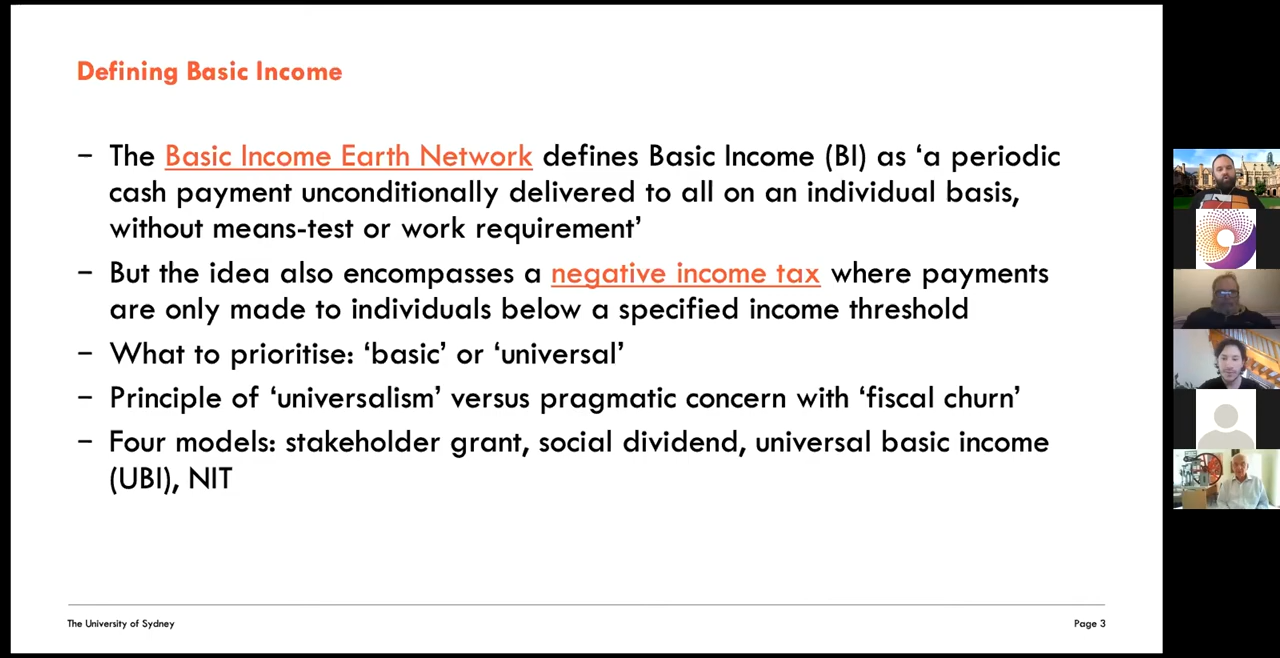 Defining Basic Income
– The Basic Income Earth Network defines Basic Income (BI) as ‘a periodic
cash payment unconditionally delivered to all on an individual basis,
without means-test or work requirement’
– But the idea also encompasses a negative income tax where payments
are only made to individuals below a specified income threshold
– What to prioritise: ‘basic’ or ‘universal’
– Principle of ‘universalism’ versus pragmatic concern with ‘fiscal churn’
– Four models: stakeholder grant, social dividend, universal basic income
(UBI), NIT
The University of Sydney
Page 3